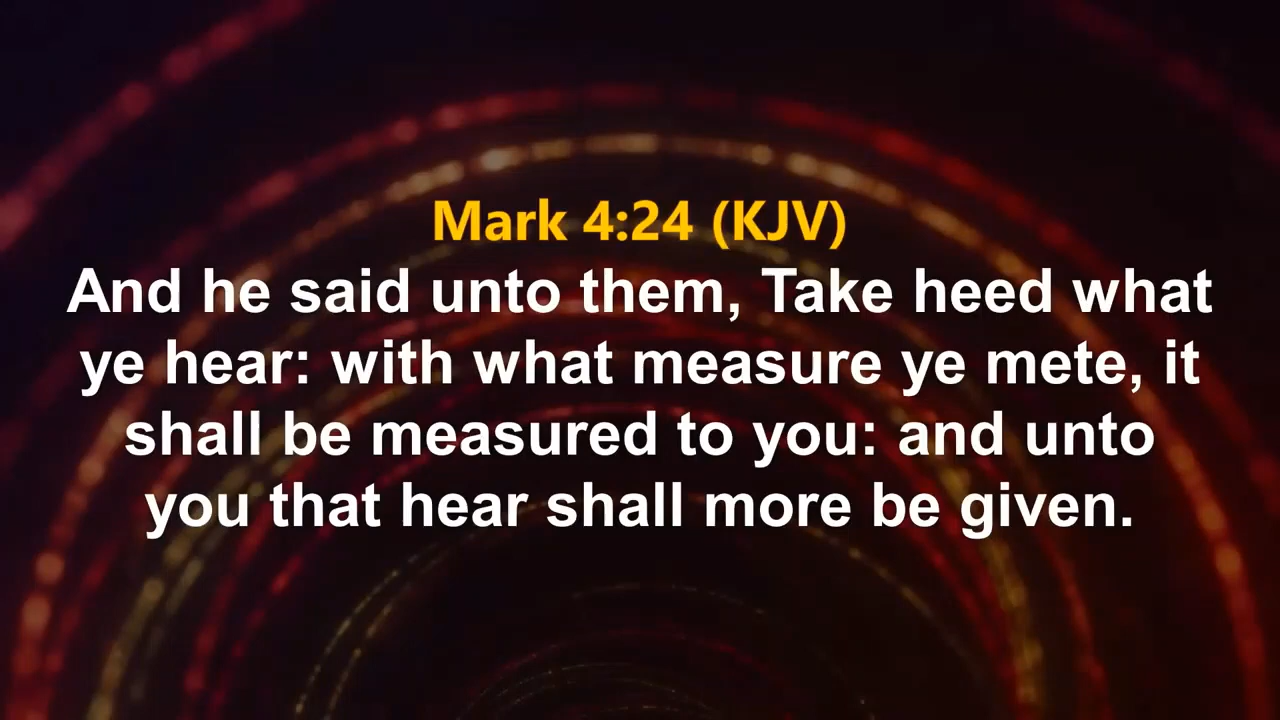 Mark 4:24 (KJV)
And he said unto them, Take heed what
ye hear: with what measure ye mete, it
shall be measured to you: and unto
you that hear shall more be given.